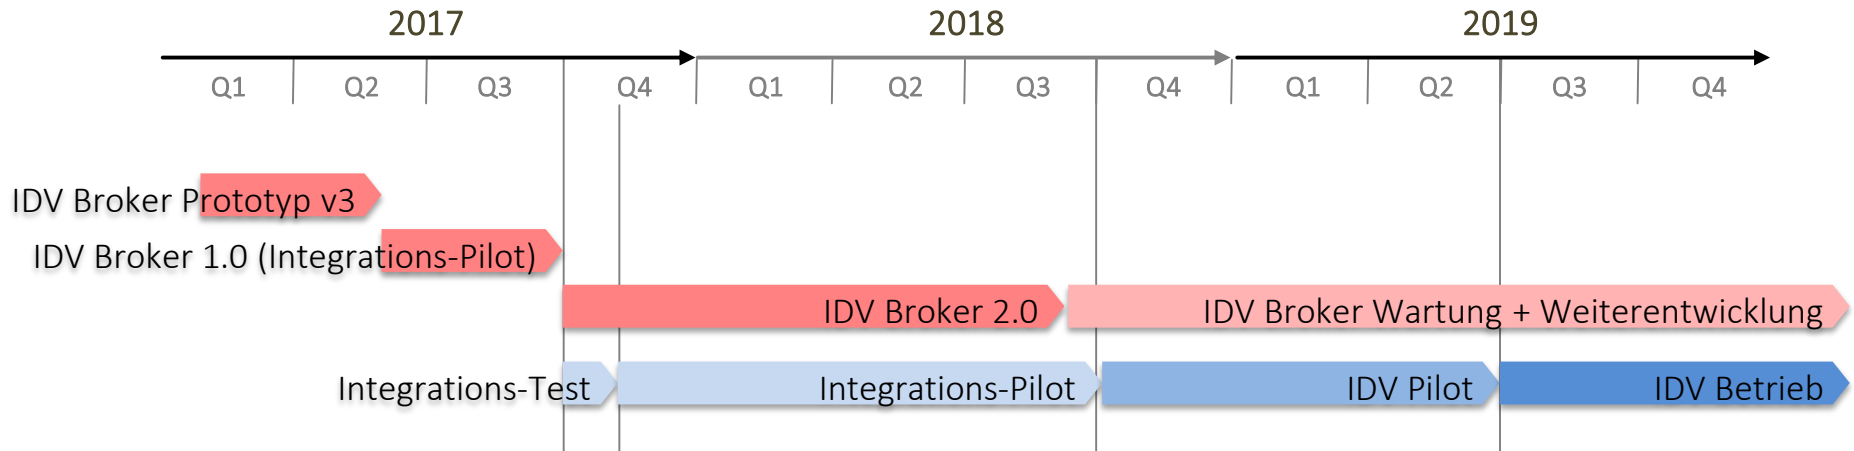 2017 2018 2019
Q1 Q2 Q3 Q4 Q1 Q2 Q3 Q4 Q1 Q2 Q3 Q4
IDV Broker Prototyp v3
IDV Broker 1.0 (Integrations-Pilot)
IDV Broker 2.0 IDV Broker Wartung + Weiterentwicklung
Integrations-Test Integrations-Pilot IDV Pilot IDV Betrieb